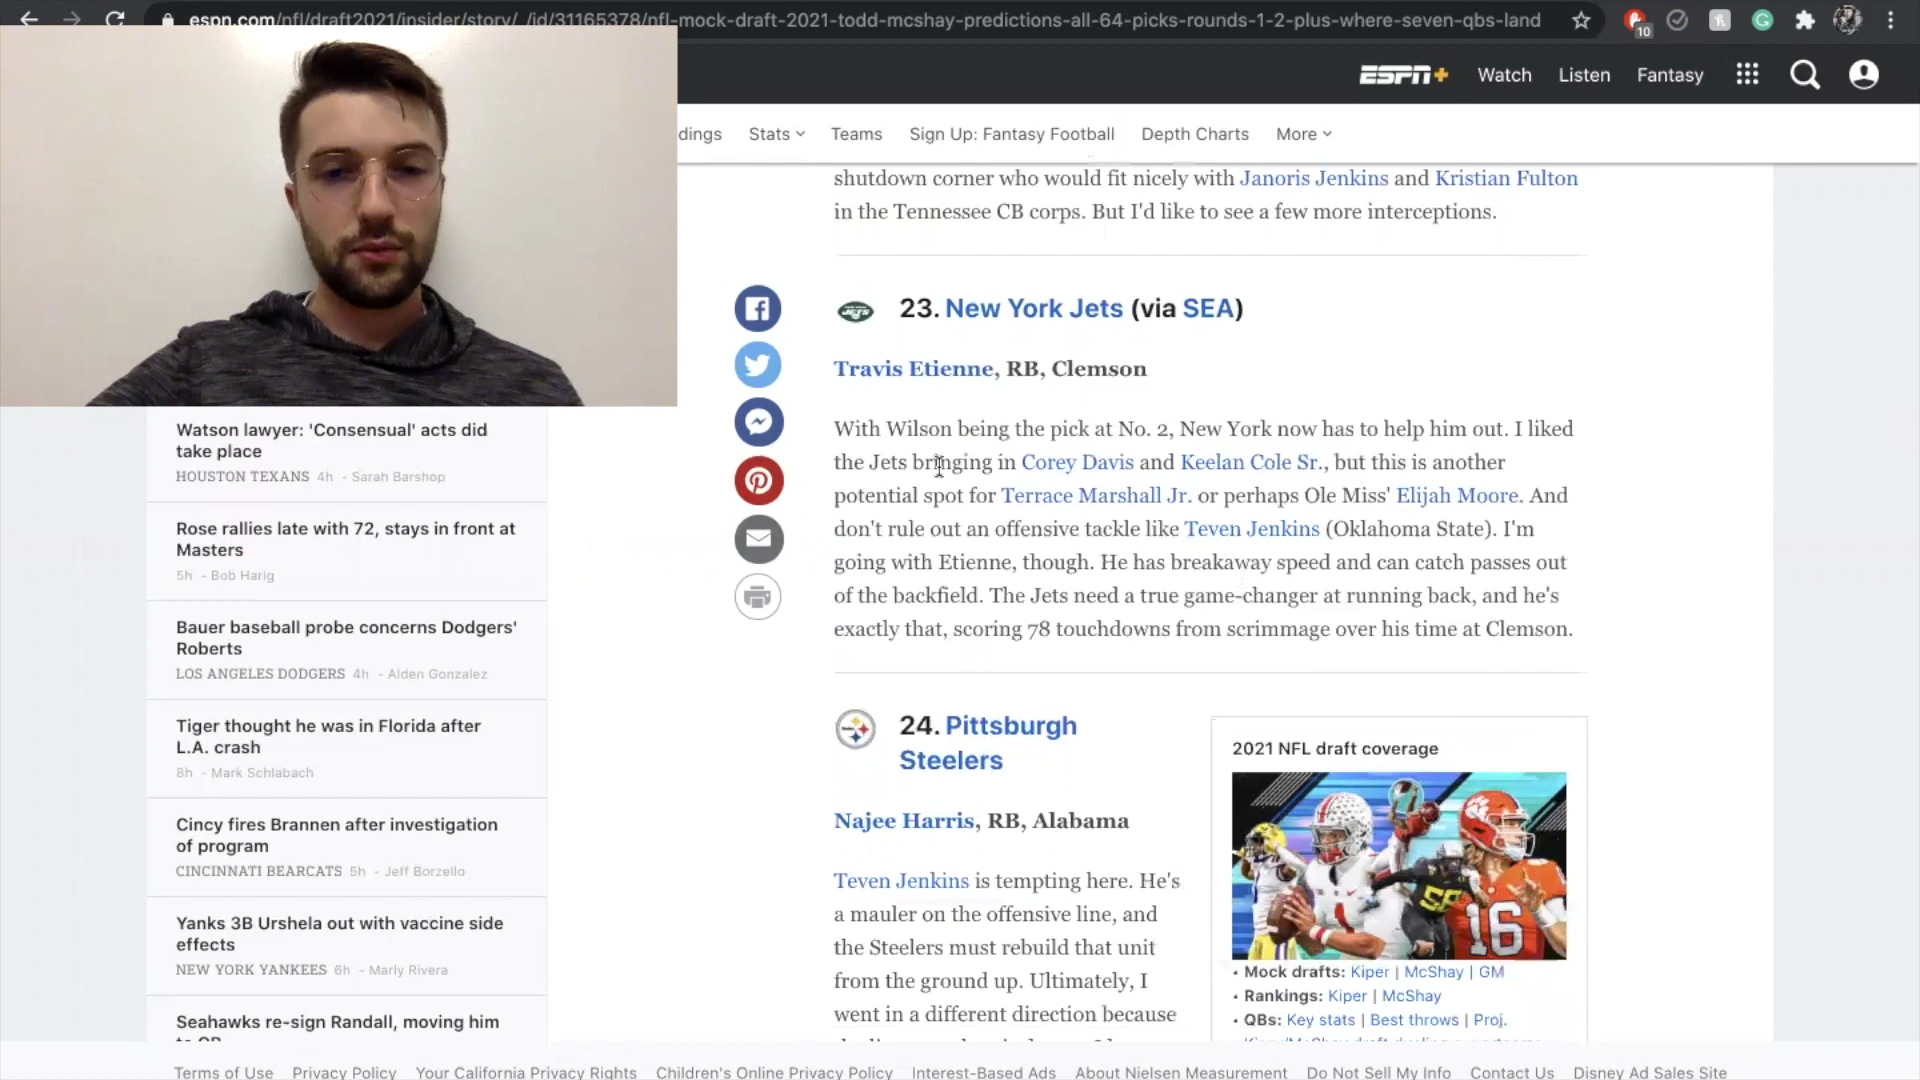 espn.com/nfl/draft2021/insider/story/_/id/31165378/nfl-mock-draft-2021-todd-mcshay-predictions-all-64-picks-rounds-1-2-plus-where-seven-qbs-land
10
ESPN+ Watch Listen Fantasy
dings Stats Teams Sign Up: Fantasy Football Depth Charts More
shutdown corner who would fit nicely with Janoris Jenkins and Kristian Fulton
in the Tennessee CB corps. But I'd like to see a few more interceptions.
JETS 23. New York Jets (via SEA)
Travis Etienne, RB, Clemson
With Wilson being the pick at No. 2, New York now has to help him out. I liked
the Jets bringing in Corey Davis and Keelan Cole Sr., but this is another
potential spot for Terrace Marshall Jr. or perhaps Ole Miss' Elijah Moore. And
don't rule out an offensive tackle like Teven Jenkins (Oklahoma State). I'm
going with Etienne, though. He has breakaway speed and can catch passes out
of the backfield. The Jets need a true game-changer at running back, and he's
exactly that, scoring 78 touchdowns from scrimmage over his time at Clemson.
24. Pittsburgh
Steelers
Najee Harris, RB, Alabama
Teven Jenkins is tempting here. He's
a mauler on the offensive line, and
the Steelers must rebuild that unit
from the ground up. Ultimately, I
went in a different direction because
2021 NFL draft coverage
1
58
16
• Mock drafts: Kiper | McShay | GM
• Rankings: Kiper | McShay
• QBs: Key stats | Best throws | Proj.
Watson lawyer: 'Consensual' acts did
take place
HOUSTON TEXANS 4h - Sarah Barshop
Rose rallies late with 72, stays in front at
Masters
5h - Bob Harig
Bauer baseball probe concerns Dodgers'
Roberts
LOS ANGELES DODGERS 4h - Alden Gonzalez
Tiger thought he was in Florida after
L.A. crash
8h - Mark Schlabach
Cincy fires Brannen after investigation
of program
CINCINNATI BEARCATS 5h - Jeff Borzello
Yanks 3B Urshela out with vaccine side
effects
NEW YORK YANKEES 6h - Marly Rivera
Seahawks re-sign Randall, moving him
Terms of Use Privacy Policy Your California Privacy Rights Children's Online Privacy Policy Interest-Based Ads About Nielsen Measurement Do Not Sell My Info Contact Us Disney Ad Sales Site